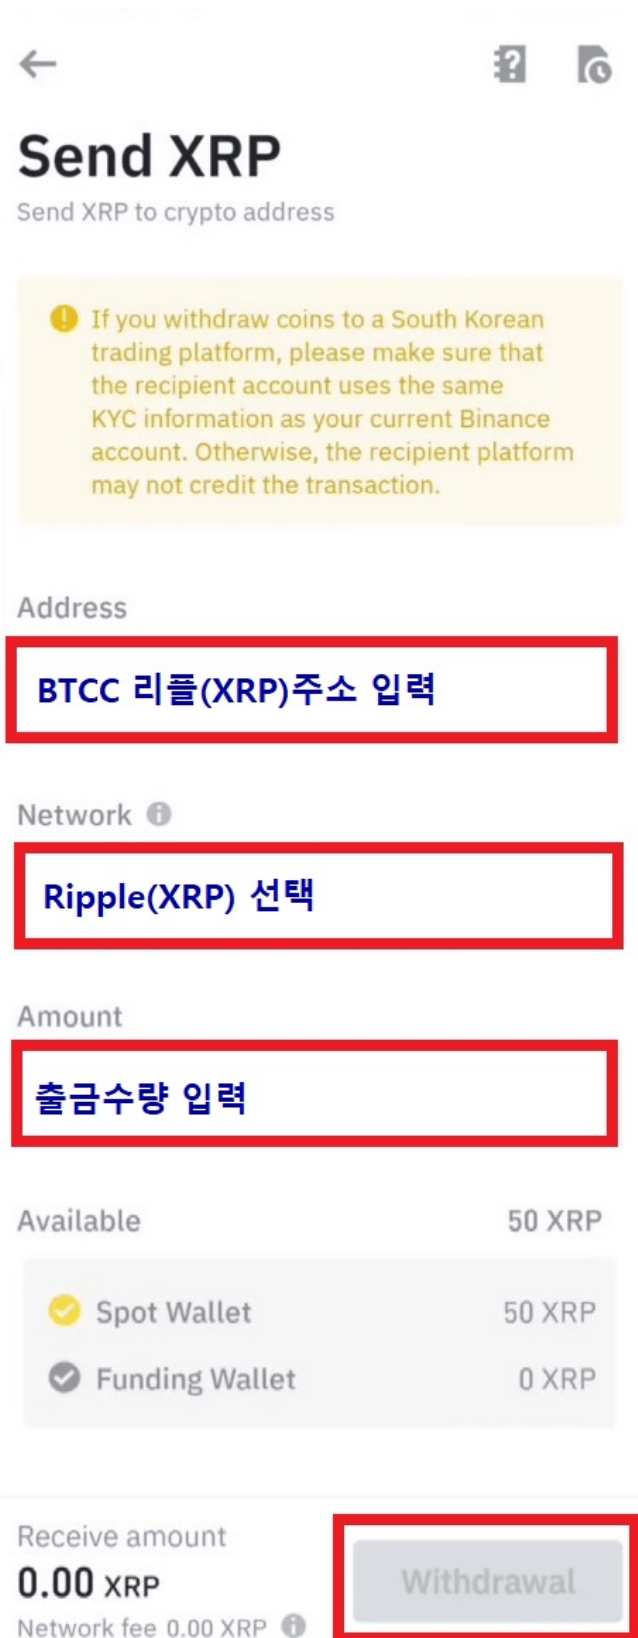 Send XRP
Send XRP to crypto address
If you withdraw coins to a South Korean
trading platform, please make sure that
the recipient account uses the same
KYC information as your current Binance
account. Otherwise, the recipient platform
may not credit the transaction.
Address
BTCC 리플(XRP)주소 입력
Network
Ripple(XRP) 선택
Amount
출금수량 입력
Available 50 XRP
Spot Wallet 50 XRP
Funding Wallet 0 XRP
Receive amount
0.00 XRP
Withdrawal
Network fee 0.00 XRP